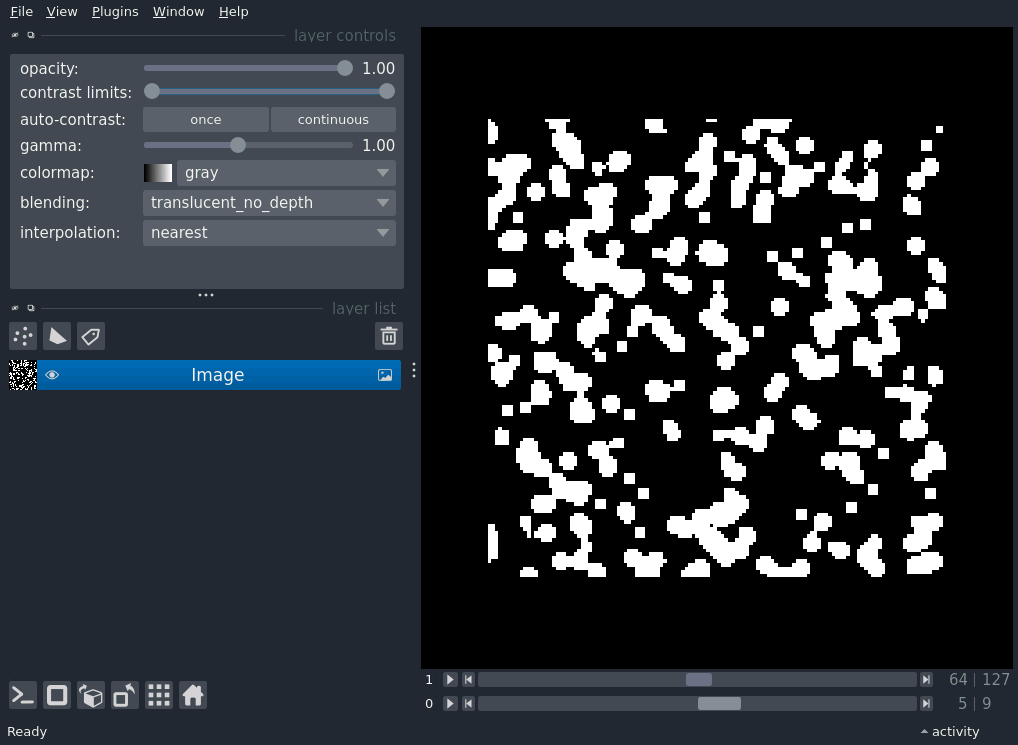 File View Plugins Window Help
layer controls
opacity: 1.00
contrast limits:
auto-contrast: once continuous
gamma: 1.00
colormap: gray
blending: translucent_no_depth
interpolation: nearest
layer list
Image
1 64 | 127
0 5 | 9
Ready activity